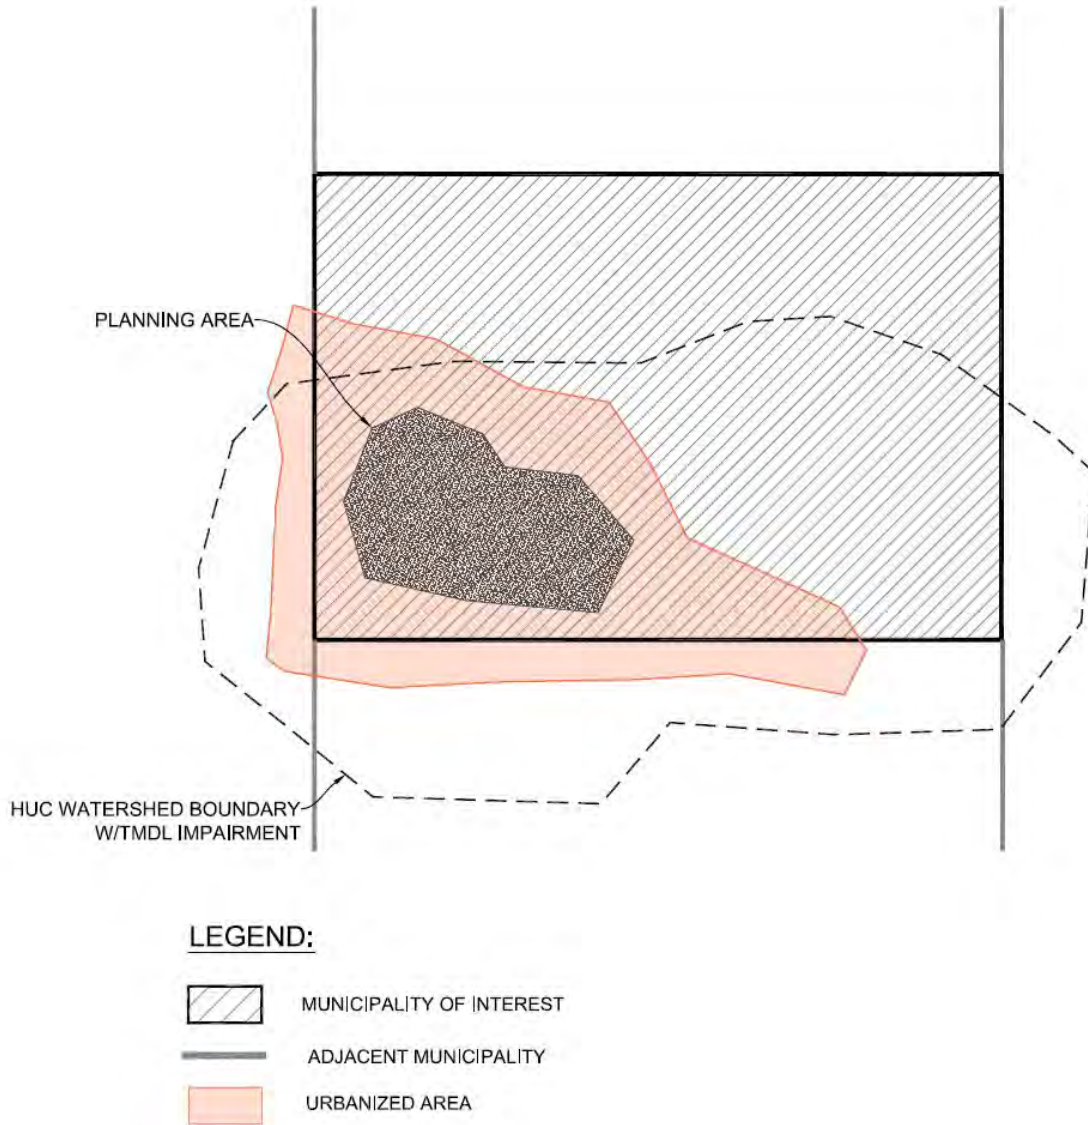 PLANNING AREA
HUC WATERSHED BOUNDARY
W/TMDL IMPAIRMENT
LEGEND:
MUNICIPALITY OF INTEREST
ADJACENT MUNICIPALITY
URBANIZED AREA